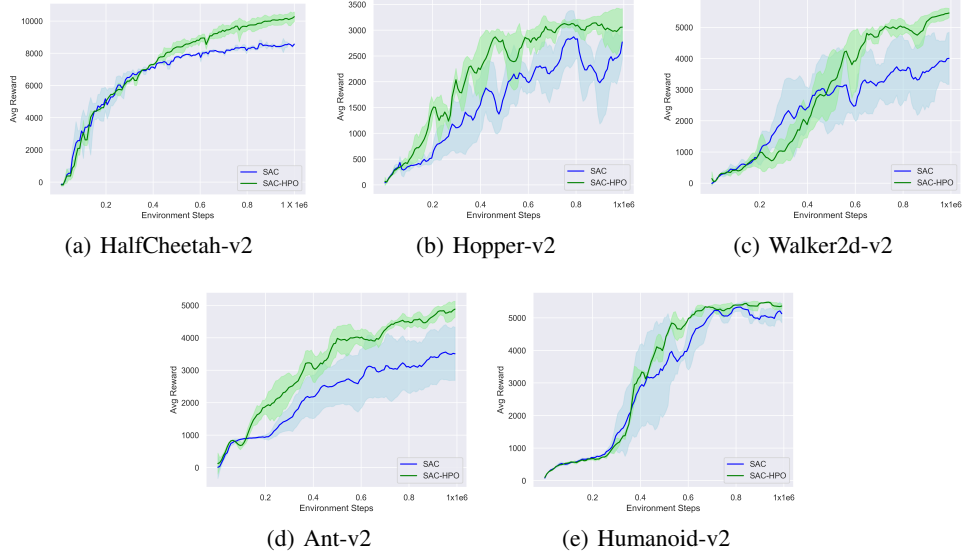 10000
8000
6000
4000
2000
0
Avg Reward
0.2
0.4
0.6
0.8
1 X 1e6
Environment Steps
SAC
SAC-HPO
(a) HalfCheetah-v2
3500
3000
2500
2000
1500
1000
500
0
Avg Reward
0.2
0.4
0.6
0.8
1x1e6
Environment Steps
SAC
SAC-HPO
(b) Hopper-v2
5000
4000
3000
2000
1000
0
Avg Reward
0.2
0.4
0.6
0.8
1x1e6
Environment Steps
SAC
SAC-HPO
(c) Walker2d-v2
5000
4000
3000
2000
1000
0
Avg Reward
0.2
0.4
0.6
0.8
1x1e6
Environment Steps
SAC
SAC-HPO
(d) Ant-v2
5000
4000
3000
2000
1000
0
Avg Reward
0.2
0.4
0.6
0.8
1x1e6
Environment Steps
SAC
SAC-HPO
(e) Humanoid-v2